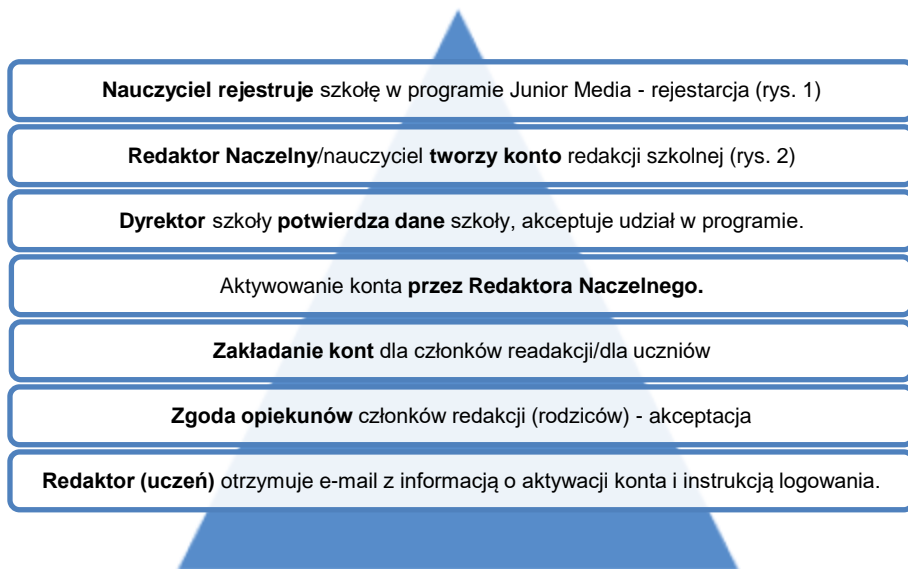 Nauczyciel rejestruje szkołę w programie Junior Media - rejestarcja (rys. 1)
Redaktor Naczelny/nauczyciel tworzy konto redakcji szkolnej (rys. 2)
Dyrektor szkoły potwierdza dane szkoły, akceptuje udział w programie.
Aktywowanie konta przez Redaktora Naczelnego.
Zakładanie kont dla członków readakcji/dla uczniów
Zgoda opiekunów członków redakcji (rodziców) - akceptacja
Redaktor (uczeń) otrzymuje e-mail z informacją o aktywacji konta i instrukcją logowania.